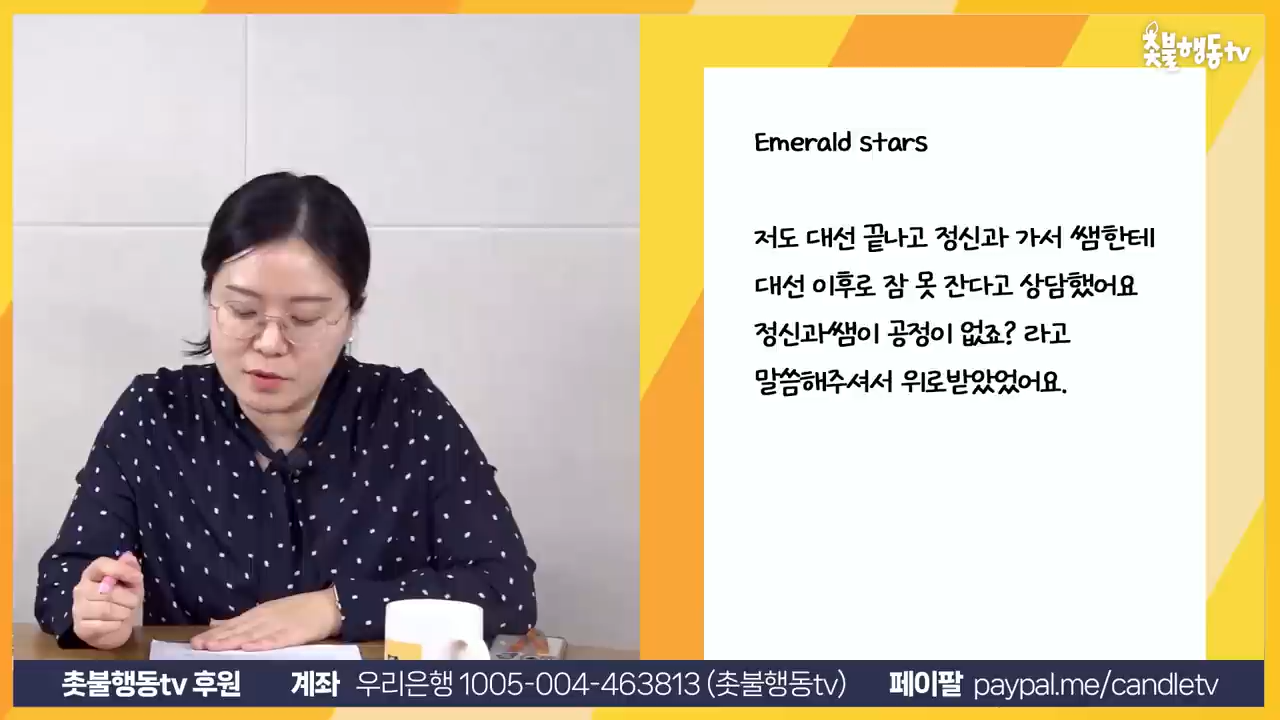 촛불행동tv
Emerald stars
저도 대선 끝나고 정신과 가서 쌤한테
대선 이후로 잠 못 잔다고 상담했어요
정신과쌤이 공정이 없죠? 라고
말씀해주셔서 위로받았었어요.
촛불행동tv 후원 계좌 우리은행 1005-004-463813 (촛불행동tv) 페이팔 paypal.me/candletv